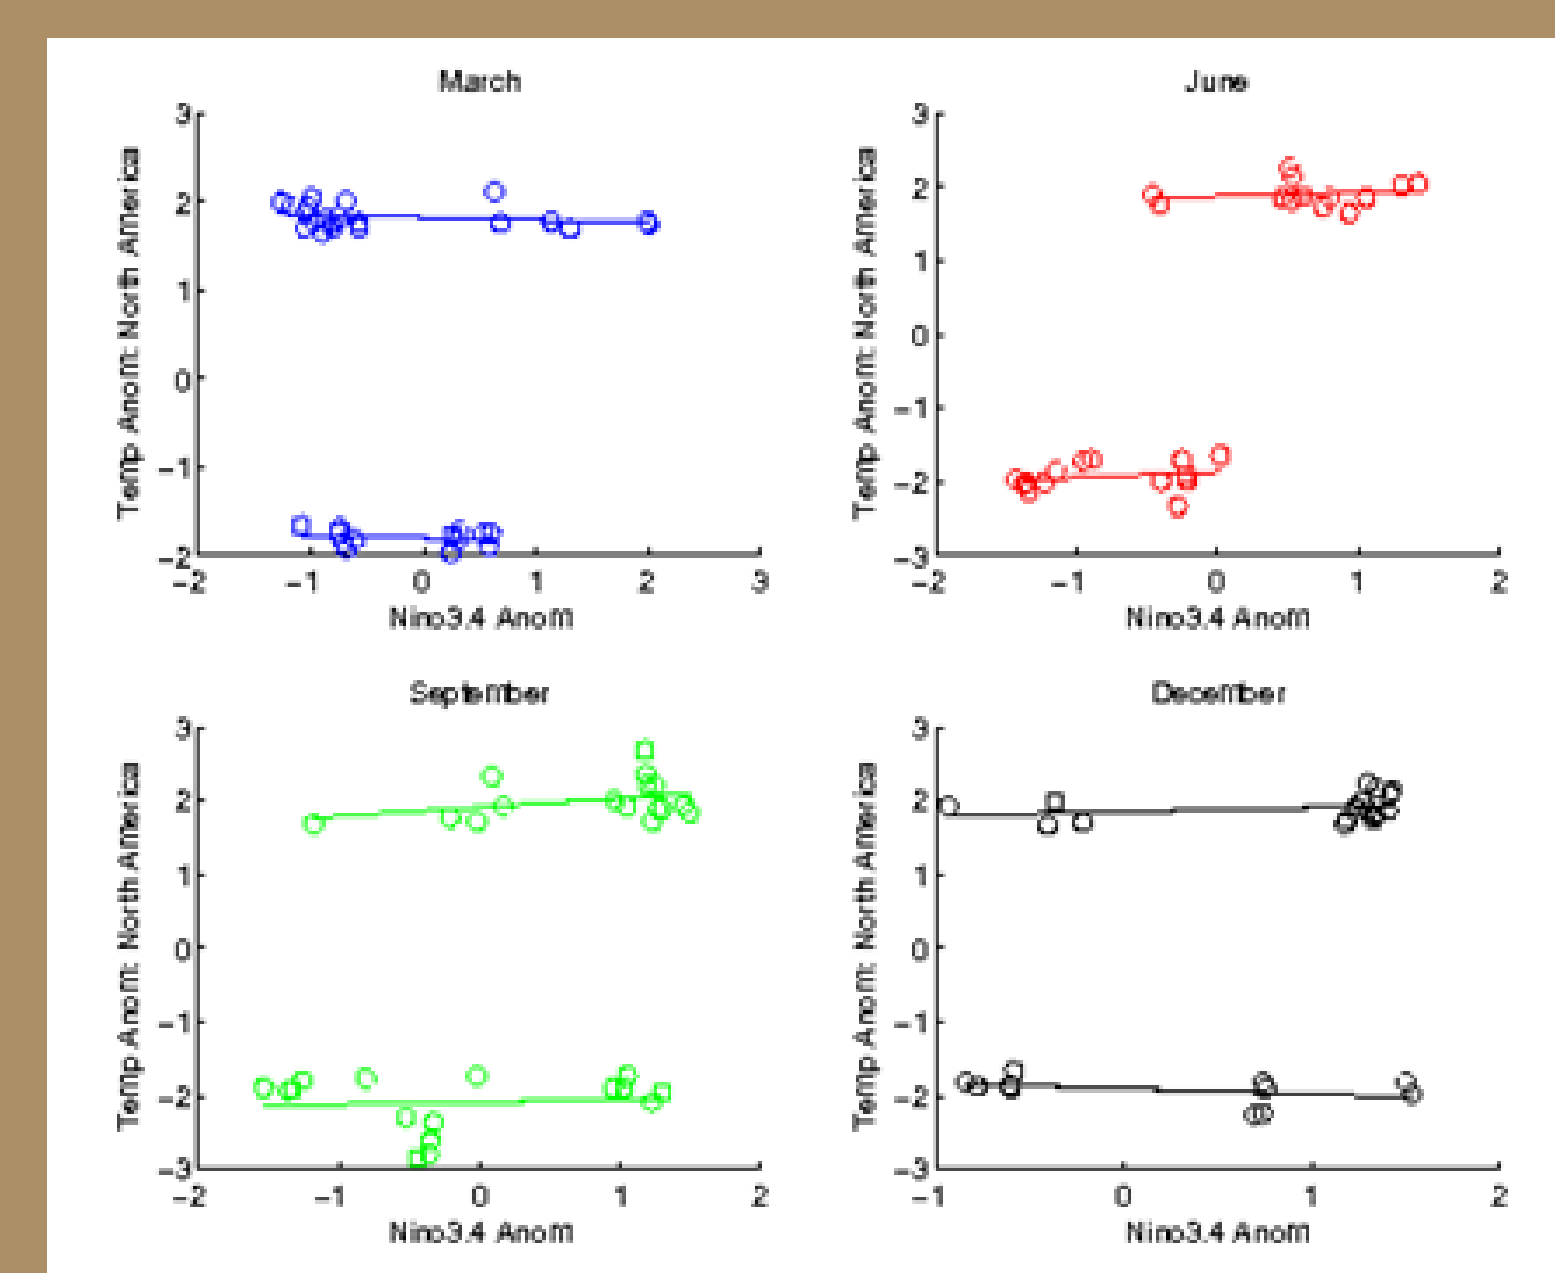 March
3
2
1
0
−1
−2
−2 −1 0 1 2 3
Temp Anom: North America
Nino3.4 Anom
June
3
2
1
0
−1
−2
−3
−2 −1 0 1 2
Temp Anom: North America
Nino3.4 Anom
September
3
2
1
0
−1
−2
−3
−2 −1 0 1 2
Temp Anom: North America
Nino3.4 Anom
December
3
2
1
0
−1
−2
−3
−1 0 1 2
Temp Anom: North America
Nino3.4 Anom